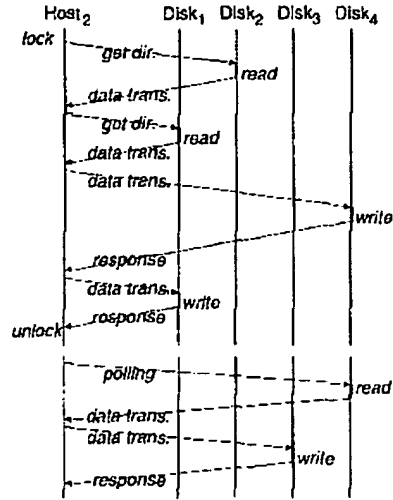 Host2 Disk1 Disk2 Disk3 Disk4
lock
get dir.
read
data trans.
get dir.
read
data trans.
data trans.
write
response
data trans.
write
response
unlock
polling
read
data trans.
data trans.
write
response